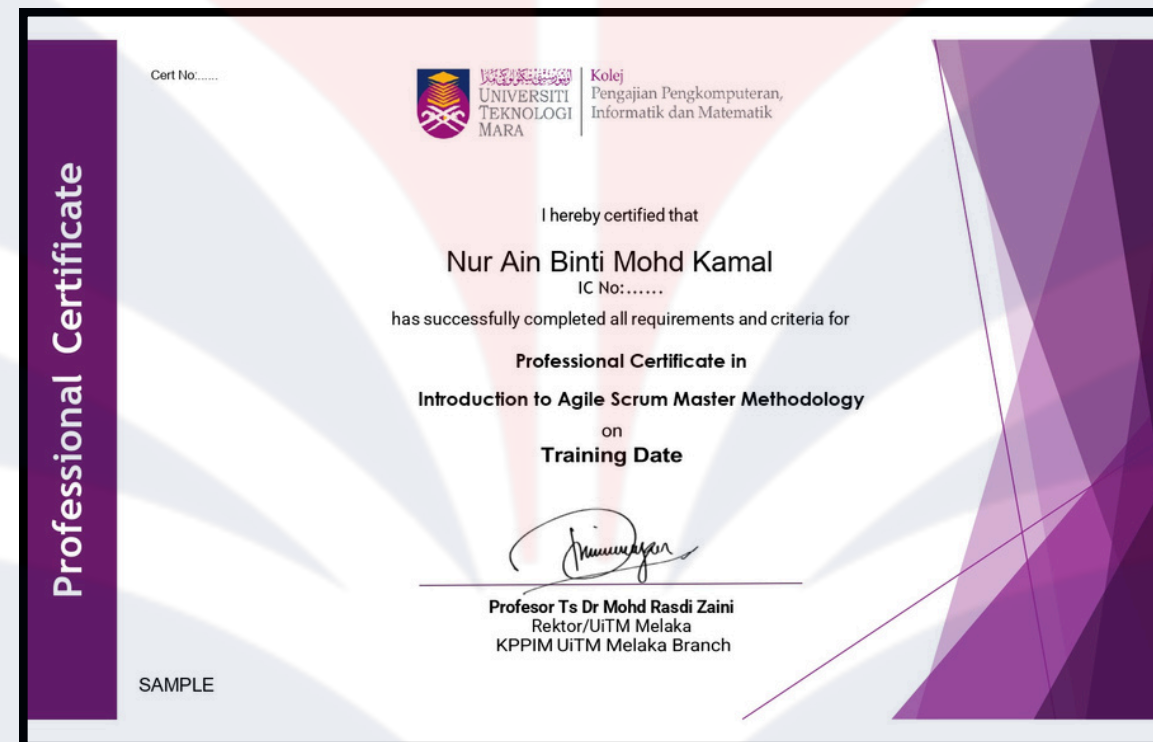 Professional Certificate
Cert No:......
UNIVERSITI
TEKNOLOGI
MARA
Kolej
Pengajian Pengkomputeran,
Informatik dan Matematik
I hereby certified that
Nur Ain Binti Mohd Kamal
IC No:......
has successfully completed all requirements and criteria for
Professional Certificate in
Introduction to Agile Scrum Master Methodology
on
Training Date
Profesor Ts Dr Mohd Rasdi Zaini
Rektor/UiTM Melaka
KPPIM UiTM Melaka Branch
SAMPLE